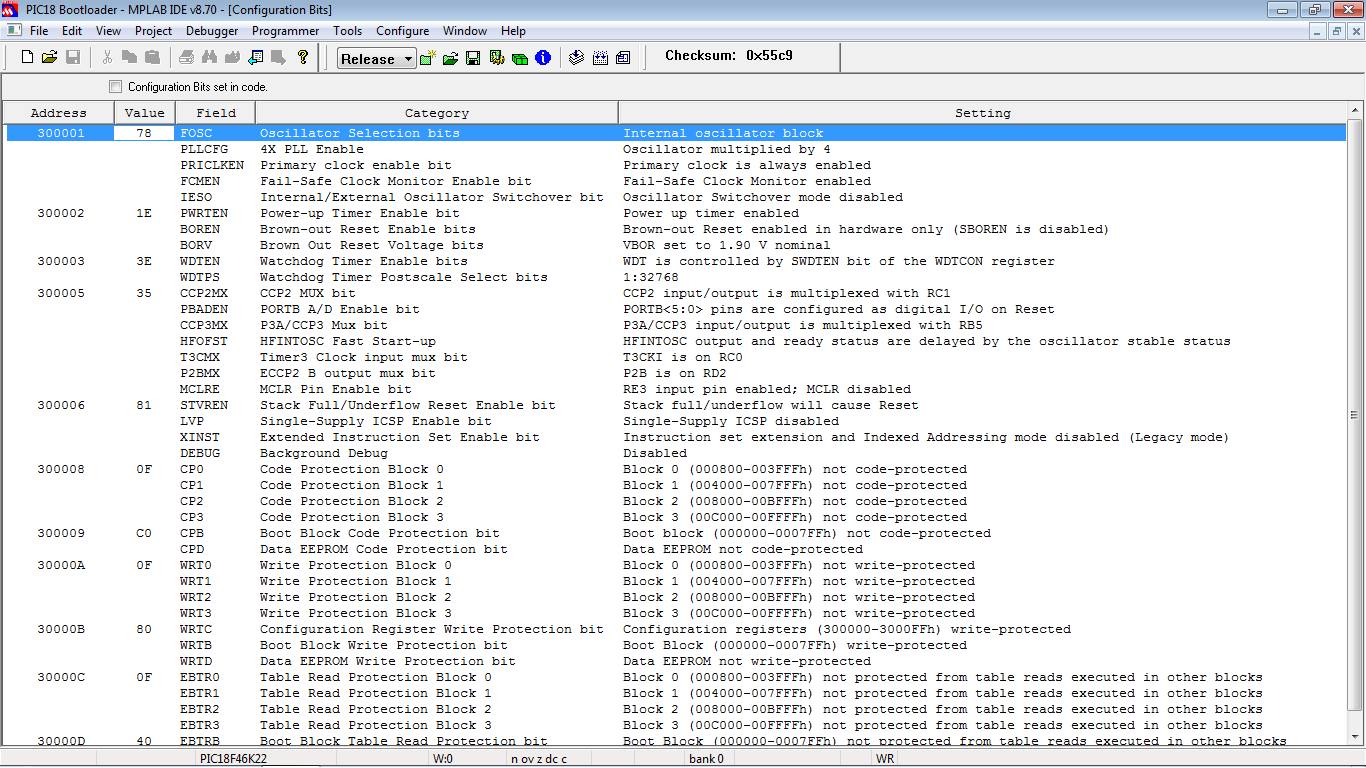 PIC18 Bootloader - MPLAB IDE v8.70 - [Configuration Bits]
File Edit View Project Debugger Programmer Tools Configure Window Help
Release Checksum: 0x55c9
Configuration Bits set in code.
Address Value Field Category Setting
300001 78 FOSC Oscillator Selection bits Internal oscillator block
PLLCFG 4X PLL Enable Oscillator multiplied by 4
PRICLKEN Primary clock enable bit Primary clock is always enabled
FCMEN Fail-Safe Clock Monitor Enable bit Fail-Safe Clock Monitor enabled
IESO Internal/External Oscillator Switchover bit Oscillator Switchover mode disabled
300002 1E PWRTEN Power-up Timer Enable bit Power up timer enabled
BOREN Brown-out Reset Enable bits Brown-out Reset enabled in hardware only (SBOREN is disabled)
BORV Brown Out Reset Voltage bits VBOR set to 1.90 V nominal
300003 3E WDTEN Watchdog Timer Enable bits WDT is controlled by SWDTEN bit of the WDTCON register
WDTPS Watchdog Timer Postscale Select bits 1:32768
300005 35 CCP2MX CCP2 MUX bit CCP2 input/output is multiplexed with RC1
PBADEN PORTB A/D Enable bit PORTB<5:0> pins are configured as digital I/O on Reset
CCP3MX P3A/CCP3 Mux bit P3A/CCP3 input/output is multiplexed with RB5
HFOFST HFINTOSC Fast Start-up HFINTOSC output and ready status are delayed by the oscillator stable status
T3CMX Timer3 Clock input mux bit T3CKI is on RC0
P2BMX ECCP2 B output mux bit P2B is on RD2
MCLRE MCLR Pin Enable bit RE3 input pin enabled; MCLR disabled
300006 81 STVREN Stack Full/Underflow Reset Enable bit Stack full/underflow will cause Reset
LVP Single-Supply ICSP Enable bit Single-Supply ICSP disabled
XINST Extended Instruction Set Enable bit Instruction set extension and Indexed Addressing mode disabled (Legacy mode)
DEBUG Background Debug Disabled
300008 0F CP0 Code Protection Block 0 Block 0 (000800-003FFFh) not code-protected
CP1 Code Protection Block 1 Block 1 (004000-007FFFh) not code-protected
CP2 Code Protection Block 2 Block 2 (008000-00BFFFh) not code-protected
CP3 Code Protection Block 3 Block 3 (00C000-00FFFFh) not code-protected
300009 C0 CPB Boot Block Code Protection bit Boot block (000000-0007FFh) not code-protected
CPD Data EEPROM Code Protection bit Data EEPROM not code-protected
30000A 0F WRT0 Write Protection Block 0 Block 0 (000800-003FFFh) not write-protected
WRT1 Write Protection Block 1 Block 1 (004000-007FFFh) not write-protected
WRT2 Write Protection Block 2 Block 2 (008000-00BFFFh) not write-protected
WRT3 Write Protection Block 3 Block 3 (00C000-00FFFFh) not write-protected
30000B 80 WRTC Configuration Register Write Protection bit Configuration registers (300000-3000FFh) write-protected
WRTB Boot Block Write Protection bit Boot Block (000000-0007FFh) not write-protected
WRTD Data EEPROM Write Protection bit Data EEPROM not write-protected
30000C 0F EBTR0 Table Read Protection Block 0 Block 0 (000800-003FFFh) not protected from table reads executed in other blocks
EBTR1 Table Read Protection Block 1 Block 1 (004000-007FFFh) not protected from table reads executed in other blocks
EBTR2 Table Read Protection Block 2 Block 2 (008000-00BFFFh) not protected from table reads executed in other blocks
EBTR3 Table Read Protection Block 3 Block 3 (00C000-00FFFFh) not protected from table reads executed in other blocks
30000D 40 EBTRB Boot Block Table Read Protection bit Boot Block (000000-0007FFh) not protected from table reads executed in other blocks
PIC18F46K22 W:0 n ov z dc c bank 0 WR